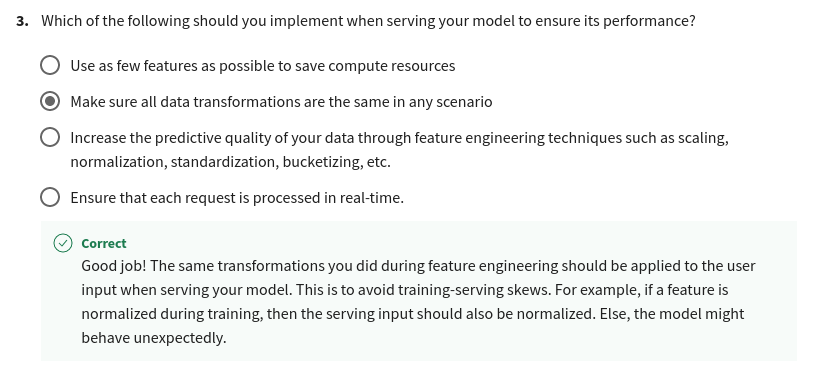 3. Which of the following should you implement when serving your model to ensure its performance?
Use as few features as possible to save compute resources
Make sure all data transformations are the same in any scenario
Increase the predictive quality of your data through feature engineering techniques such as scaling,
normalization, standardization, bucketizing, etc.
Ensure that each request is processed in real-time.
Correct
Good job! The same transformations you did during feature engineering should be applied to the user
input when serving your model. This is to avoid training-serving skews. For example, if a feature is
normalized during training, then the serving input should also be normalized. Else, the model might
behave unexpectedly.